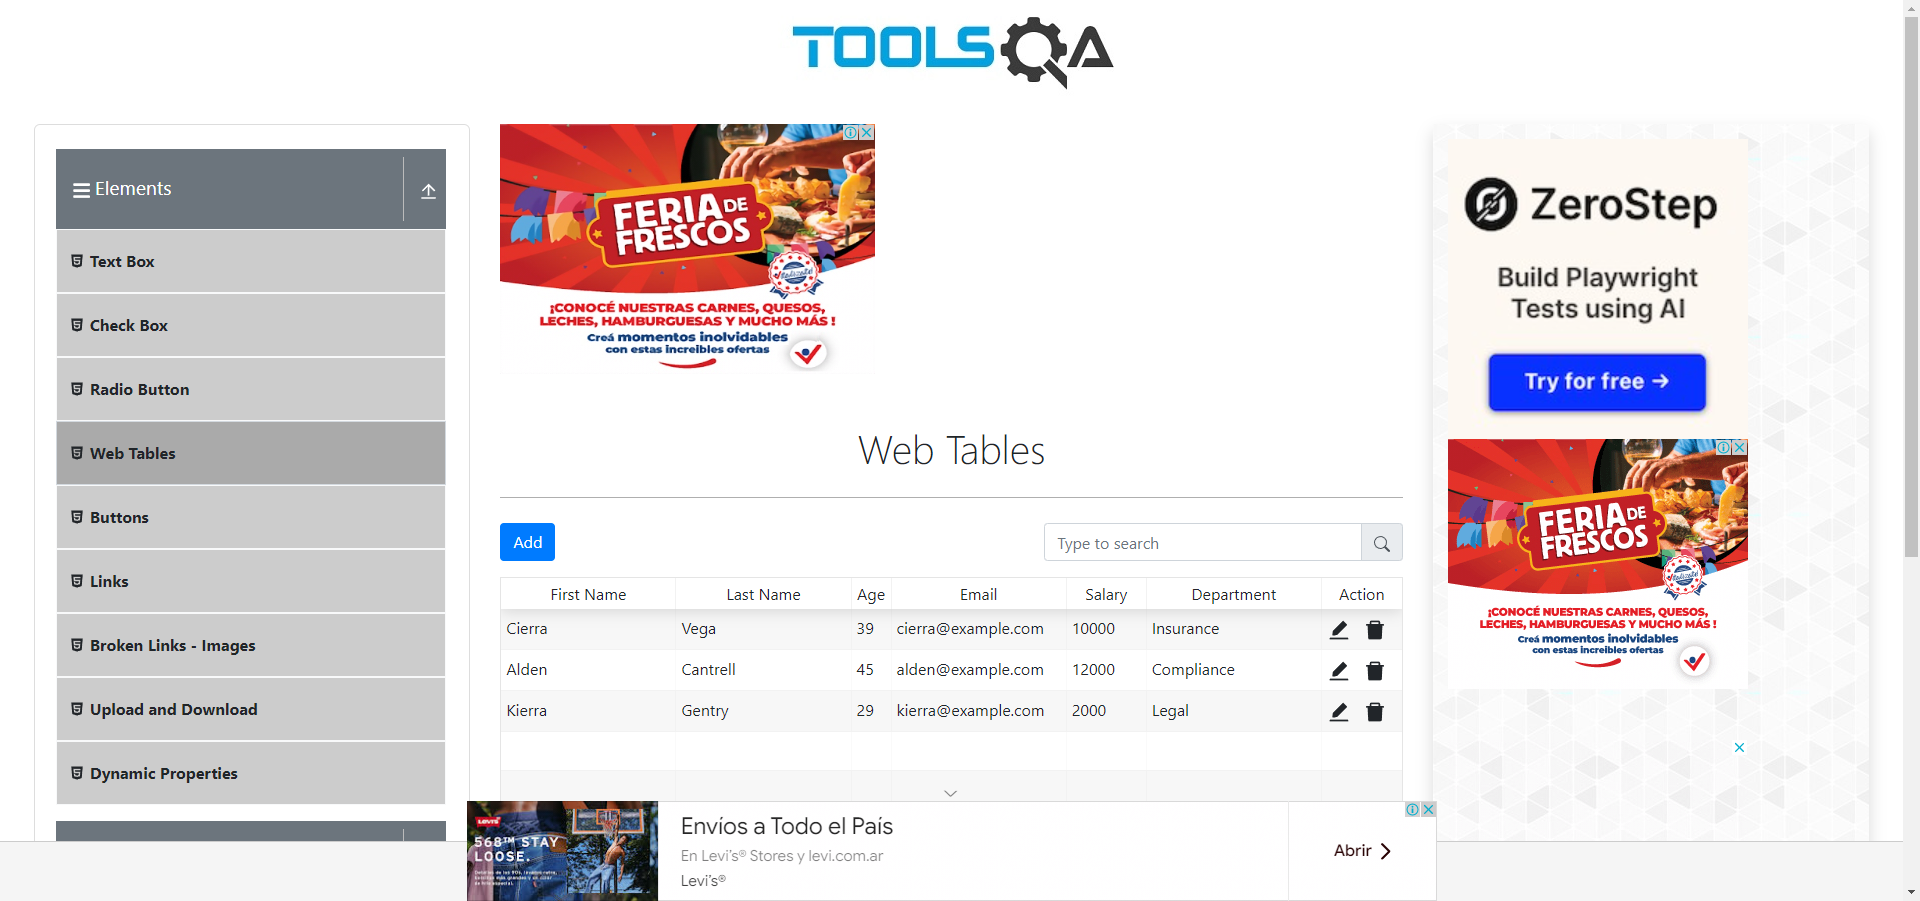 TOOLSQA
Elements
Text Box
Check Box
Radio Button
Web Tables
Buttons
Links
Broken Links - Images
Upload and Download
Dynamic Properties
FERIA DE
FRESCOS
¡CONOCÉ NUESTRAS CARNES, QUESOS,
LECHES, HAMBURGUESAS Y MUCHO MÁS !
Creá momentos inolvidables
con estas increibles ofertas
Web Tables
Add
Type to search
First Name Last Name Age Email Salary Department Action
Cierra Vega 39 cierra@example.com 10000 Insurance
Alden Cantrell 45 alden@example.com 12000 Compliance
Kierra Gentry 29 kierra@example.com 2000 Legal
ZeroStep
Build Playwright
Tests using AI
Try for free →
FERIA DE
FRESCOS
¡CONOCÉ NUESTRAS CARNES, QUESOS,
LECHES, HAMBURGUESAS Y MUCHO MÁS !
Creá momentos inolvidables
con estas increibles ofertas
LEVI'S
568™ STAY
LOOSE.
Envíos a Todo el País
En Levi's® Stores y levi.com.ar
Levi's®
Abrir